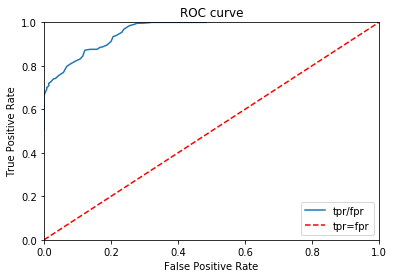 ROC curve
True Positive Rate
1.0
0.8
0.6
0.4
0.2
0.0
0.0 0.2 0.4 0.6 0.8 1.0
False Positive Rate
tpr/fpr
tpr=fpr